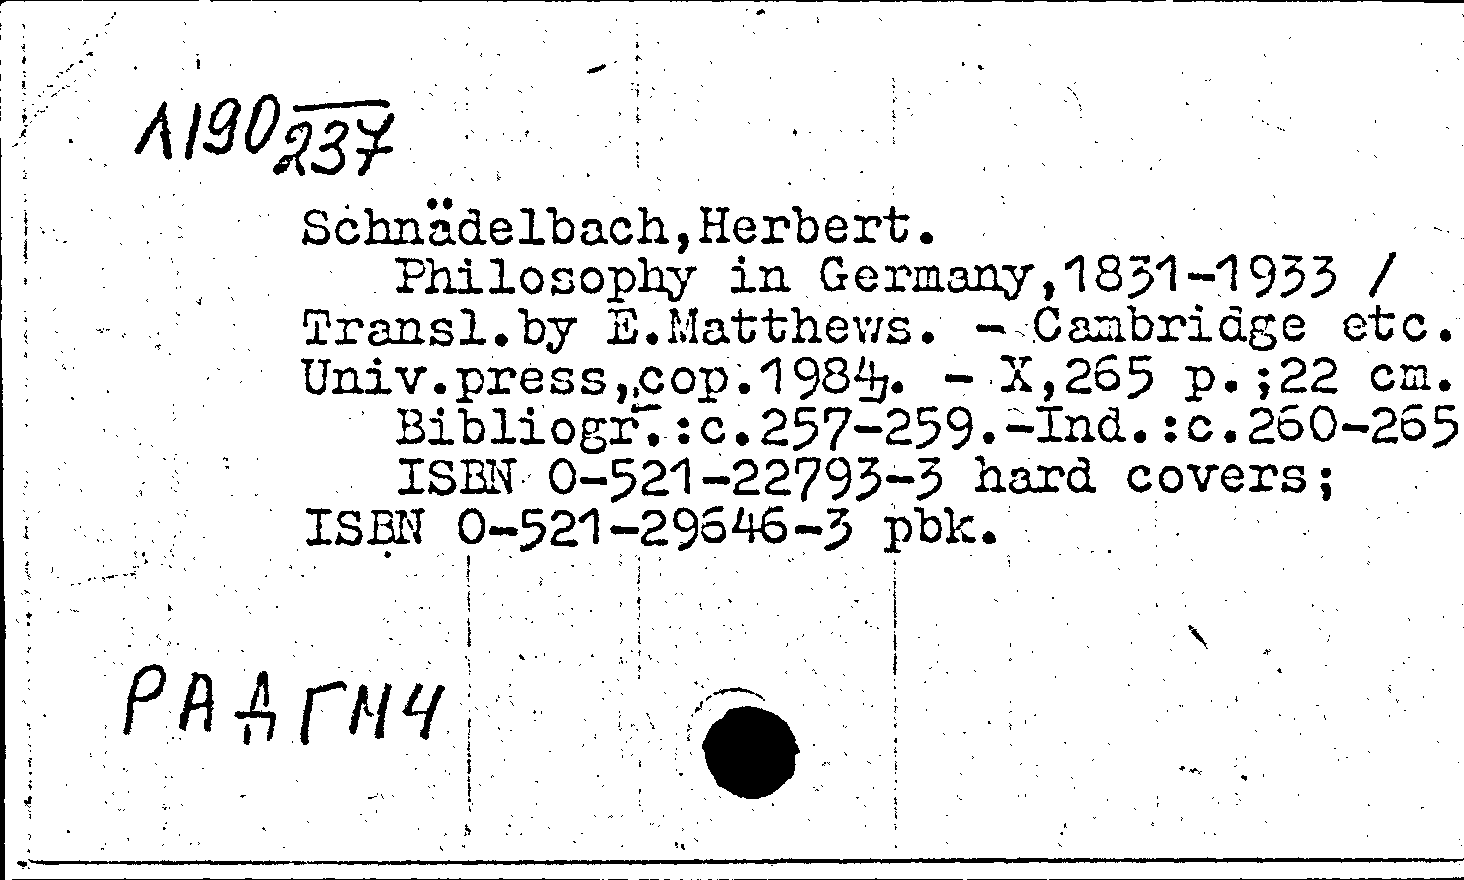 Л190 237
Schnädelbach,Herbert.
Philosophy in Germany,1831-1933 /
Transl.by E.Matthews. - Cambridge etc.
Univ.press,cop.1984. - X,265 p.;22 cm.
Bibliogr.:c.257-259.-Ind.:c.260-265
ISBN 0-521-22793-3 hard covers;
ISBN 0-521-29646-3 pbk.
РАДГМЧ